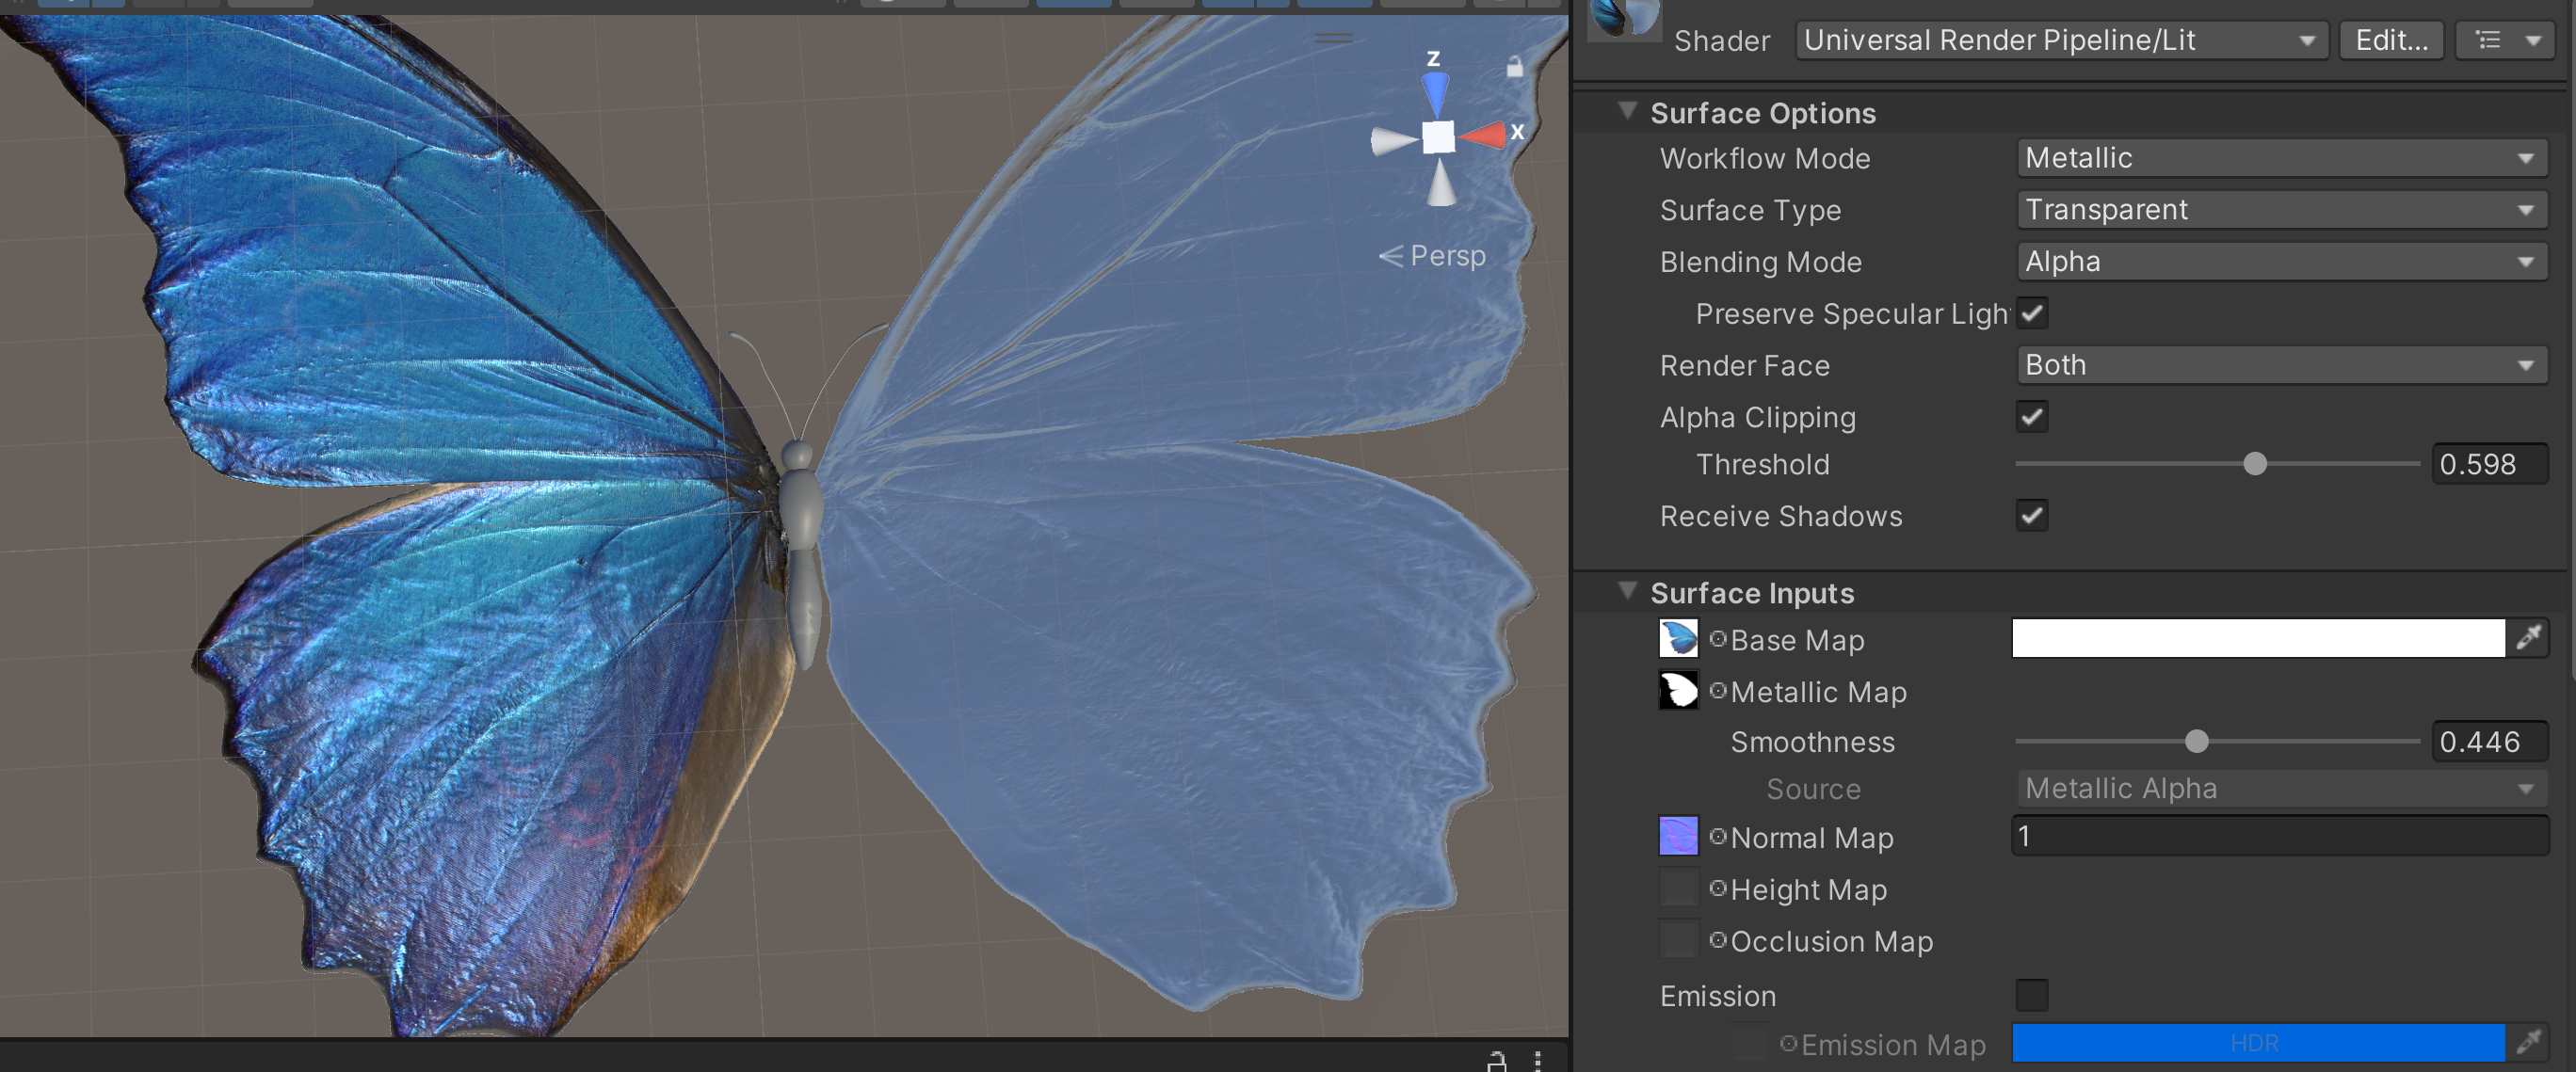 z
x
Persp
Shader
Universal Render Pipeline/Lit
Edit...
Surface Options
Workflow Mode
Metallic
Surface Type
Transparent
Blending Mode
Alpha
Preserve Specular Ligh
Render Face
Both
Alpha Clipping
Threshold
0.598
Receive Shadows
Surface Inputs
Base Map
Metallic Map
Smoothness
0.446
Source
Metallic Alpha
Normal Map
1
Height Map
Occlusion Map
Emission
Emission Map
HDR